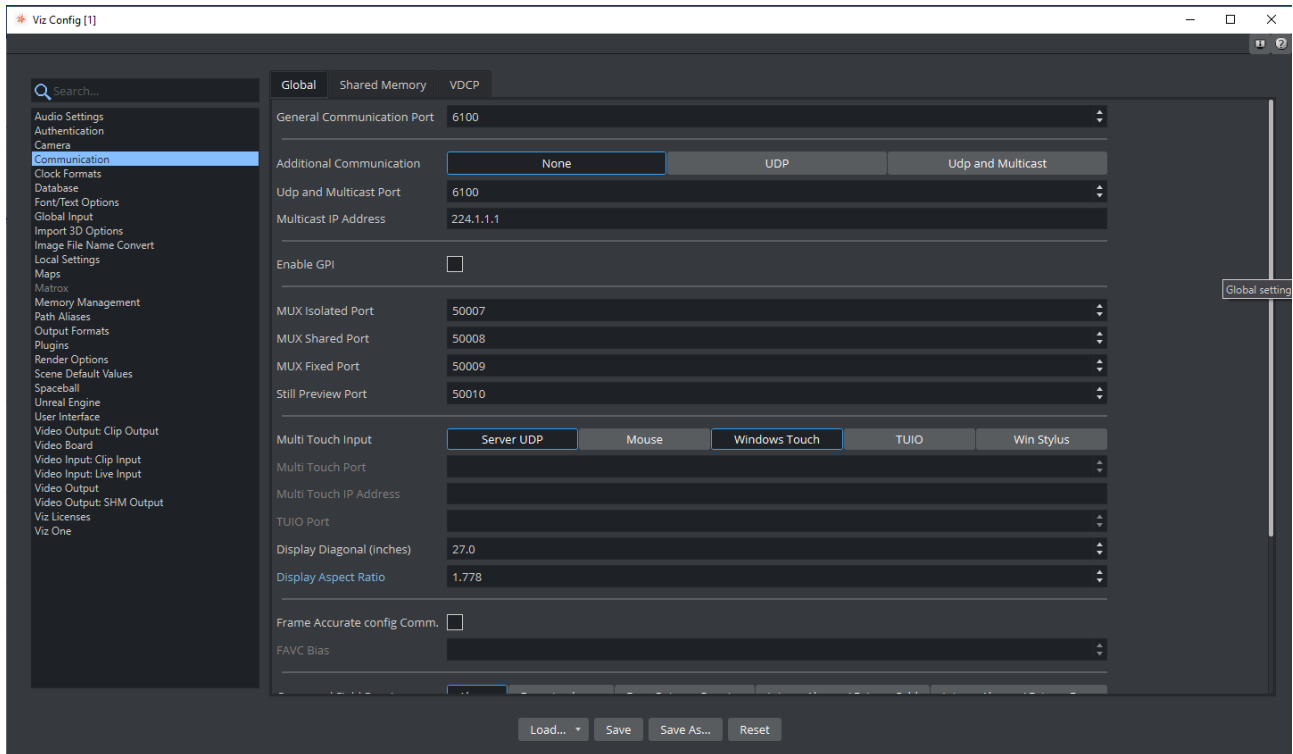 Viz Config [1]
Search...
Audio Settings
Authentication
Camera
Communication
Clock Formats
Database
Font/Text Options
Global Input
Import 3D Options
Image File Name Convert
Local Settings
Maps
Matrox
Memory Management
Path Aliases
Output Formats
Plugins
Render Options
Scene Default Values
Spaceball
Unreal Engine
User Interface
Video Output: Clip Output
Video Board
Video Input: Clip Input
Video Input: Live Input
Video Output
Video Output: SHM Output
Viz Licenses
Viz One
Global Shared Memory VDCP
General Communication Port 6100
Additional Communication None UDP Udp and Multicast
Udp and Multicast Port 6100
Multicast IP Address 224.1.1.1
Enable GPI
Global setting
MUX Isolated Port 50007
MUX Shared Port 50008
MUX Fixed Port 50009
Still Preview Port 50010
Multi Touch Input Server UDP Mouse Windows Touch TUIO Win Stylus
Multi Touch Port
Multi Touch IP Address
TUIO Port
Display Diagonal (inches) 27.0
Display Aspect Ratio 1.778
Frame Accurate config Comm.
FAVC Bias
Load... Save Save As... Reset